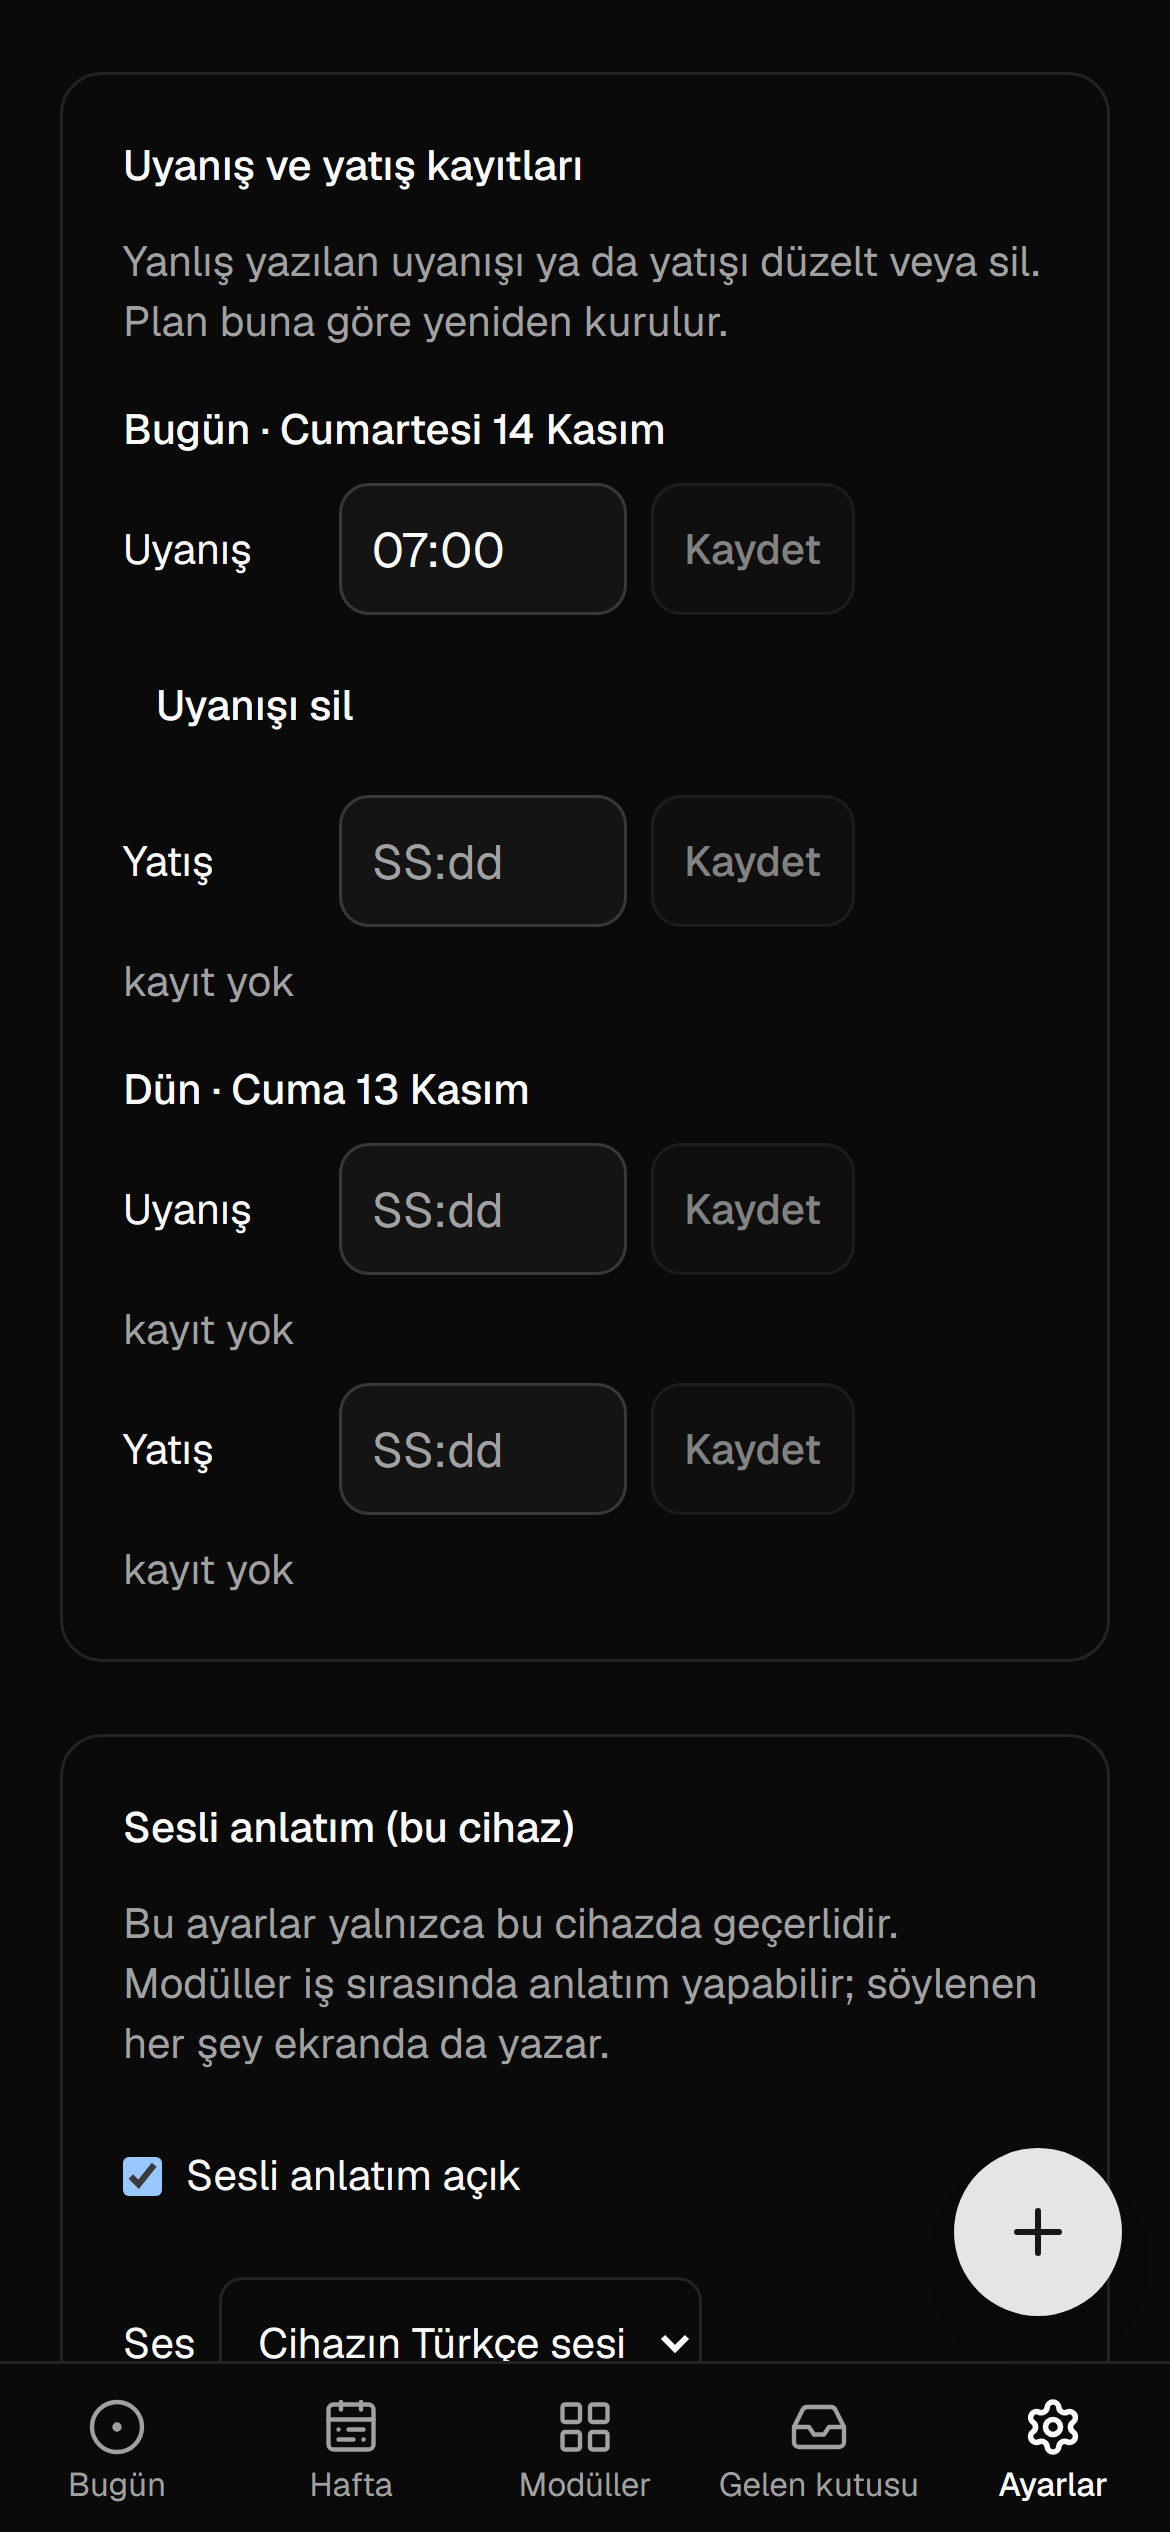 Uyanış ve yatış kayıtları
Yanlış yazılan uyanışı ya da yatışı düzelt veya sil.
Plan buna göre yeniden kurulur.
Bugün · Cumartesi 14 Kasım
Uyanış 07:00 Kaydet
Uyanışı sil
Yatış SS:dd Kaydet
kayıt yok
Dün · Cuma 13 Kasım
Uyanış SS:dd Kaydet
kayıt yok
Yatış SS:dd Kaydet
kayıt yok
Sesli anlatım (bu cihaz)
Bu ayarlar yalnızca bu cihazda geçerlidir.
Modüller iş sırasında anlatım yapabilir; söylenen
her şey ekranda da yazar.
Sesli anlatım açık
Ses Cihazın Türkçe sesi
Bugün Hafta Modüller Gelen kutusu Ayarlar